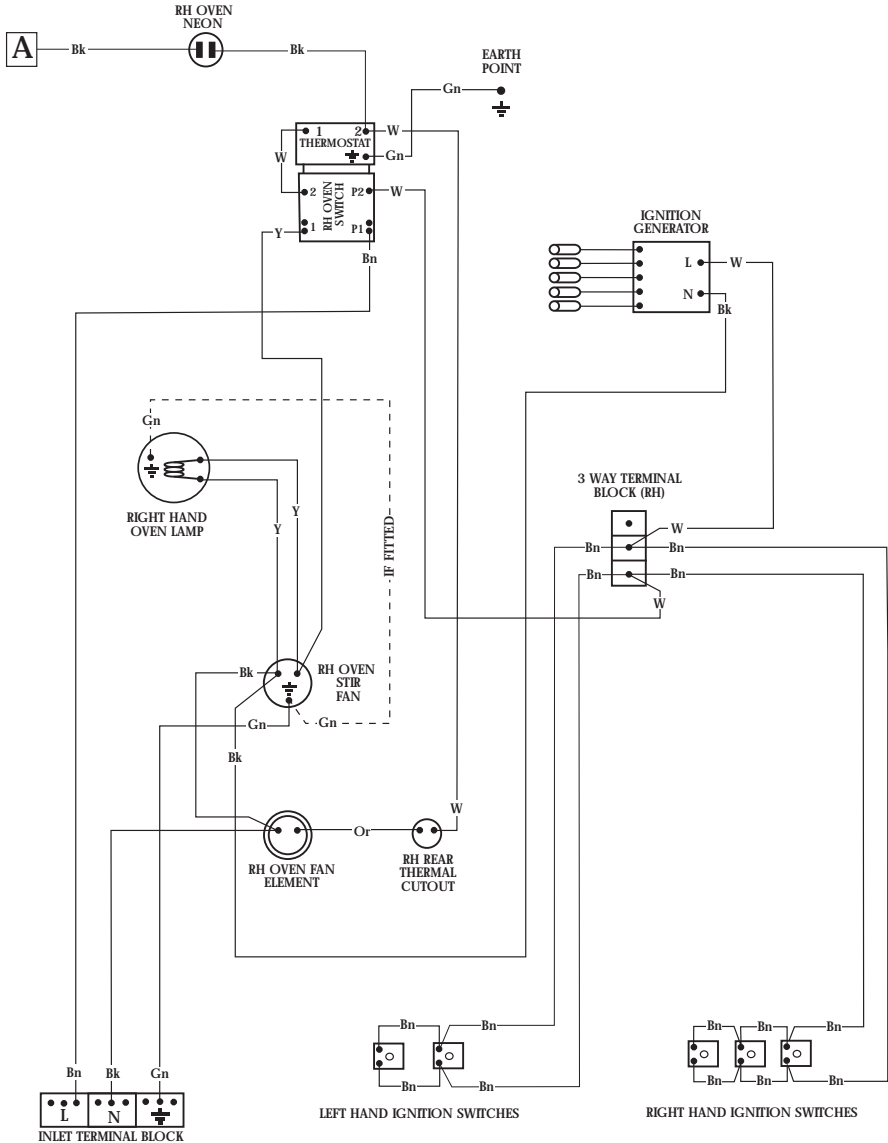 RH OVEN
NEON
A
Bk
Bk
EARTH
POINT
Gn
1
2
W
THERMOSTAT
W
Gn
2
P2
W
RH OVEN
SWITCH
1
P1
Y
Bn
IGNITION
GENERATOR
L
W
N
Bk
Gn
RIGHT HAND
OVEN LAMP
Y
Y
IF FITTED
3 WAY TERMINAL
BLOCK (RH)
W
Bn
Bn
Bn
Bn
W
Bk
RH OVEN
STIR
FAN
Gn
Gn
Bk
W
Or
RH OVEN FAN
ELEMENT
RH REAR
THERMAL
CUTOUT
Bn
Bn
Bn
Bn
Bn
Bn
Bn
Bn
Bn
Bn
Bn
Bn
Bk
Gn
L
N
INLET TERMINAL BLOCK
LEFT HAND IGNITION SWITCHES
RIGHT HAND IGNITION SWITCHES